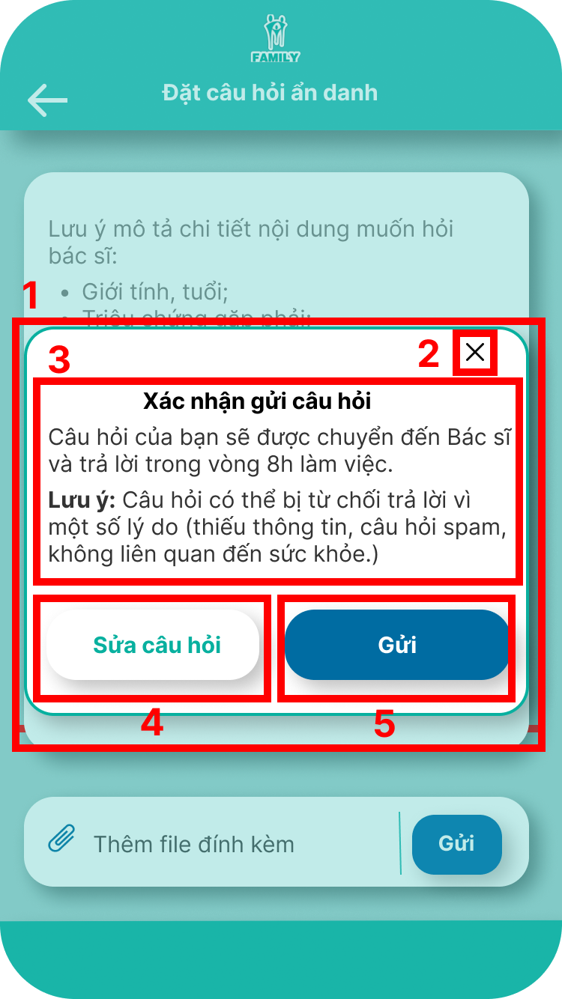 FAMILY
Đặt câu hỏi ẩn danh
Lưu ý mô tả chi tiết nội dung muốn hỏi
bác sĩ:
1
• Giới tính, tuổi;
• Triệu chứng gặp phải;
3
2
Xác nhận gửi câu hỏi
Câu hỏi của bạn sẽ được chuyển đến Bác sĩ
và trả lời trong vòng 8h làm việc.
Lưu ý: Câu hỏi có thể bị từ chối trả lời vì
một số lý do (thiếu thông tin, câu hỏi spam,
không liên quan đến sức khỏe.)
Sửa câu hỏi
Gửi
4
5
Thêm file đính kèm
Gửi